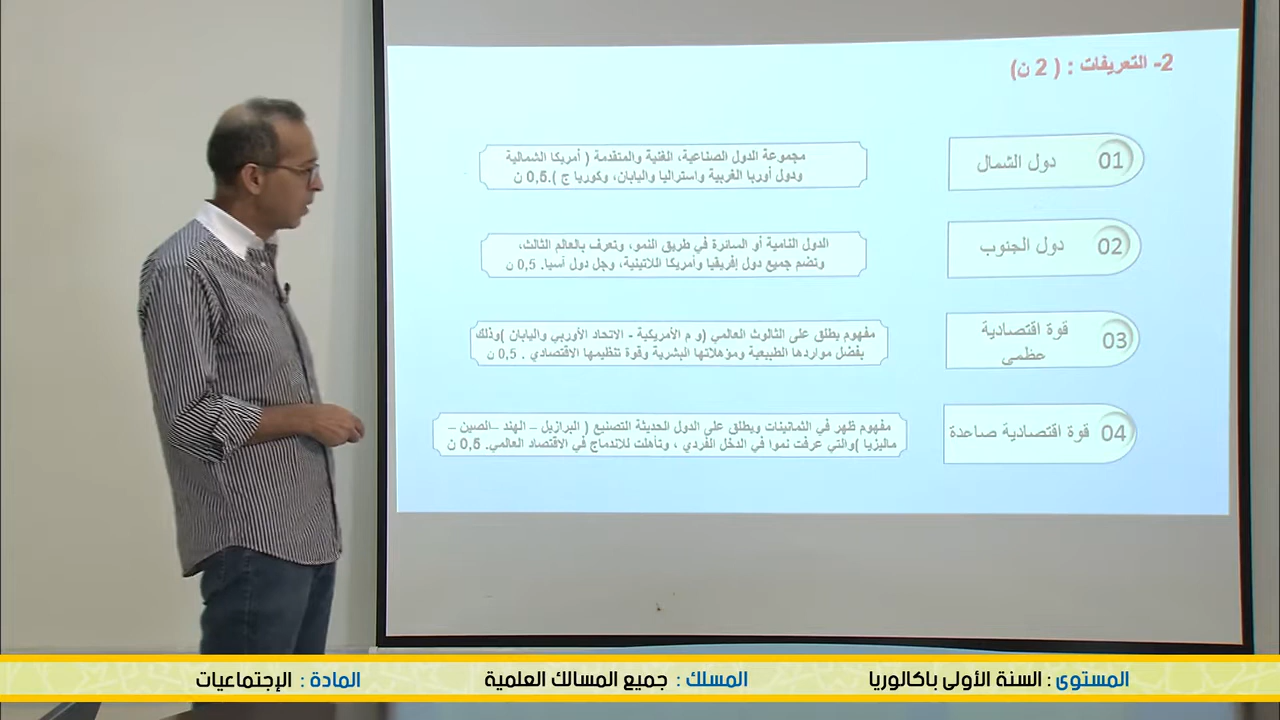 2- التعريفات : ( 2 ن)
01 دول الشمال
مجموعة الدول الصناعية، الغنية والمتقدمة ( أمريكا الشمالية
ودول أوربا الغربية واستراليا واليابان، وكوريا ج ).0,5 ن
02 دول الجنوب
الدول النامية أو السائرة في طريق النمو، وتعرف بالعالم الثالث،
وتضم جميع دول إفريقيا وأمريكا اللاتينية، وجل دول أسيا. 0,5 ن
03 قوة اقتصادية
عظمى
مفهوم يطلق على الثالوث العالمي (و م الأمريكية - الاتحاد الأوربي واليابان )وذلك
بفضل مواردها الطبيعية ومؤهلاتها البشرية وقوة تنظيمها الاقتصادي . 0,5 ن
04 قوة اقتصادية صاعدة
مفهوم ظهر في الثمانينات ويطلق على الدول الحديثة التصنيع ( البرازيل – الهند –الصين –
ماليزيا )والتي عرفت نموا في الدخل الفردي ، وتأهلت للاندماج في الاقتصاد العالمي. 0,5 ن
المستوى : السنة الأولى باكالوريا
المسلك : جميع المسالك العلمية
المادة : الإجتماعيات